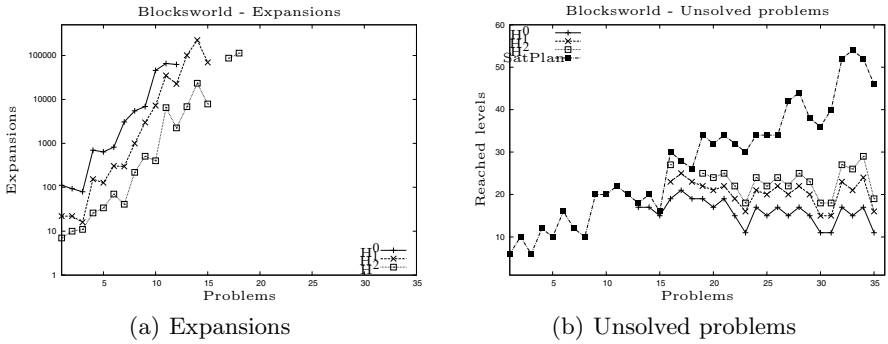 Blocksworld - Expansions
Expansions
100000
10000
1000
100
10
1
1 5 10 15 20 25 30 35
Problems
H0
H1
H2
(a) Expansions
Blocksworld - Unsolved problems
Reached levels
60
50
40
30
20
10
1 5 10 15 20 25 30 35
Problems
H0
H1
H2
SatPlan
(b) Unsolved problems